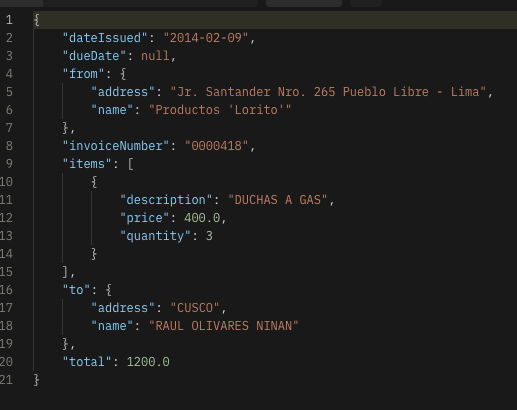 1 {
2 "dateIssued": "2014-02-09",
3 "dueDate": null,
4 "from": {
5 "address": "Jr. Santander Nro. 265 Pueblo Libre - Lima",
6 "name": "Productos 'Lorito'"
7 },
8 "invoiceNumber": "0000418",
9 "items": [
10 {
11 "description": "DUCHAS A GAS",
12 "price": 400.0,
13 "quantity": 3
14 }
15 ],
16 "to": {
17 "address": "CUSCO",
18 "name": "RAUL OLIVARES NINAN"
19 },
20 "total": 1200.0
21 }